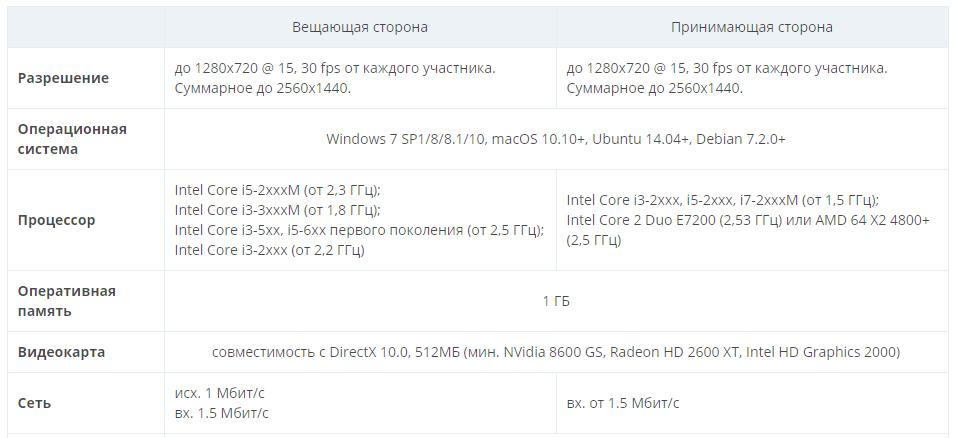 Вещающая сторона
Принимающая сторона
Разрешение
до 1280x720 @ 15, 30 fps от каждого участника.
Суммарное до 2560x1440.
до 1280x720 @ 15, 30 fps от каждого участника.
Суммарное до 2560x1440.
Операционная
система
Windows 7 SP1/8/8.1/10, macOS 10.10+, Ubuntu 14.04+, Debian 7.2.0+
Процессор
Intel Core i5-2xxxM (от 2,3 ГГц);
Intel Core i3-3xxxM (от 1,8 ГГц);
Intel Core i3-5xx, i5-6xx первого поколения (от 2,5 ГГц);
Intel Core i3-2xxx (от 2,2 ГГц)
Intel Core i3-2xxx, i5-2xxx, i7-2xxxM (от 1,5 ГГц);
Intel Core 2 Duo E7200 (2,53 ГГц) или AMD 64 X2 4800+
(2,5 ГГц)
Оперативная
память
1 ГБ
Видеокарта
совместимость с DirectX 10.0, 512МБ (мин. NVidia 8600 GS, Radeon HD 2600 XT, Intel HD Graphics 2000)
Сеть
исх. 1 Мбит/с
вх. 1.5 Мбит/с
вх. от 1.5 Мбит/с